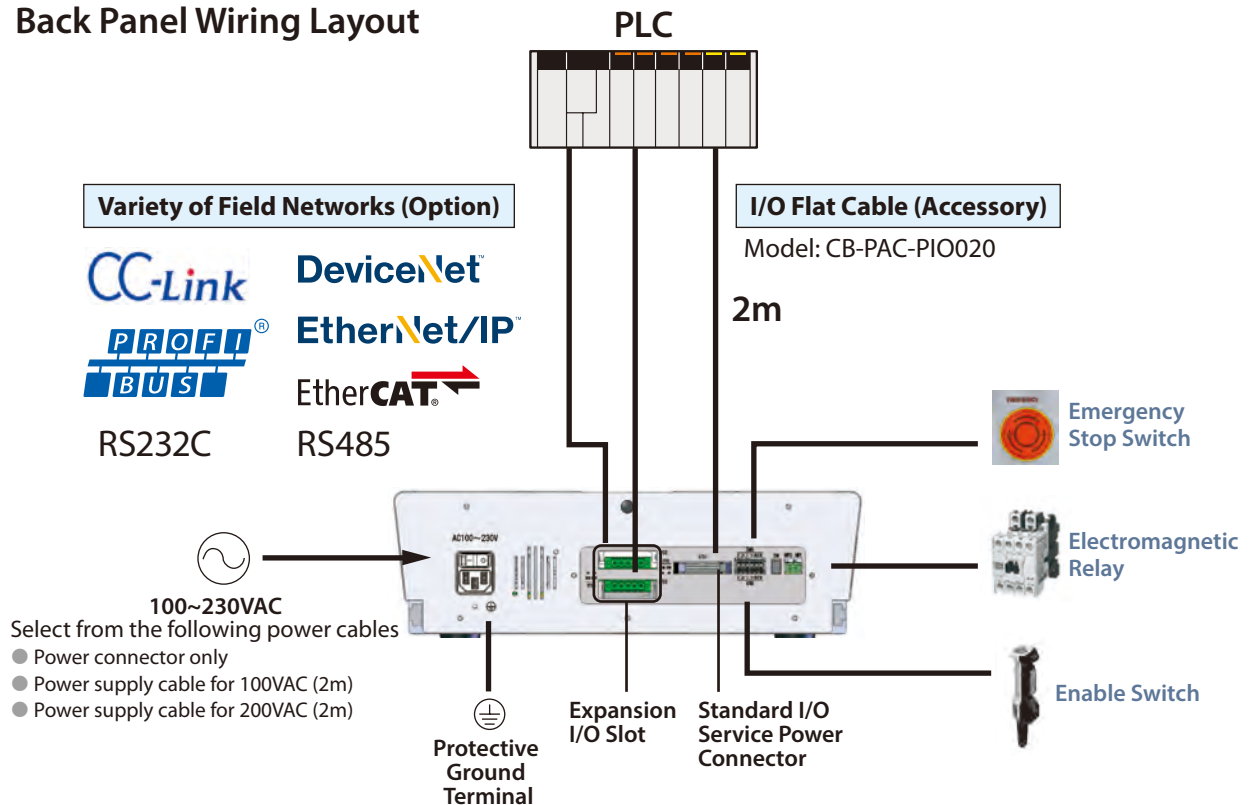 Back Panel Wiring Layout
PLC
Variety of Field Networks (Option)
I/O Flat Cable (Accessory)
Model: CB-PAC-PIO020
CC-Link
DeviceNet™
2m
PROFI®
BUS
EtherNet/IP™
EtherCAT®
RS232C
RS485
EMERGENCY
Emergency
Stop Switch
AC100~230V
Electromagnetic
Relay
100~230VAC
Select from the following power cables
● Power connector only
● Power supply cable for 100VAC (2m)
● Power supply cable for 200VAC (2m)
Enable Switch
Protective
Ground
Terminal
Expansion
I/O Slot
Standard I/O
Service Power
Connector